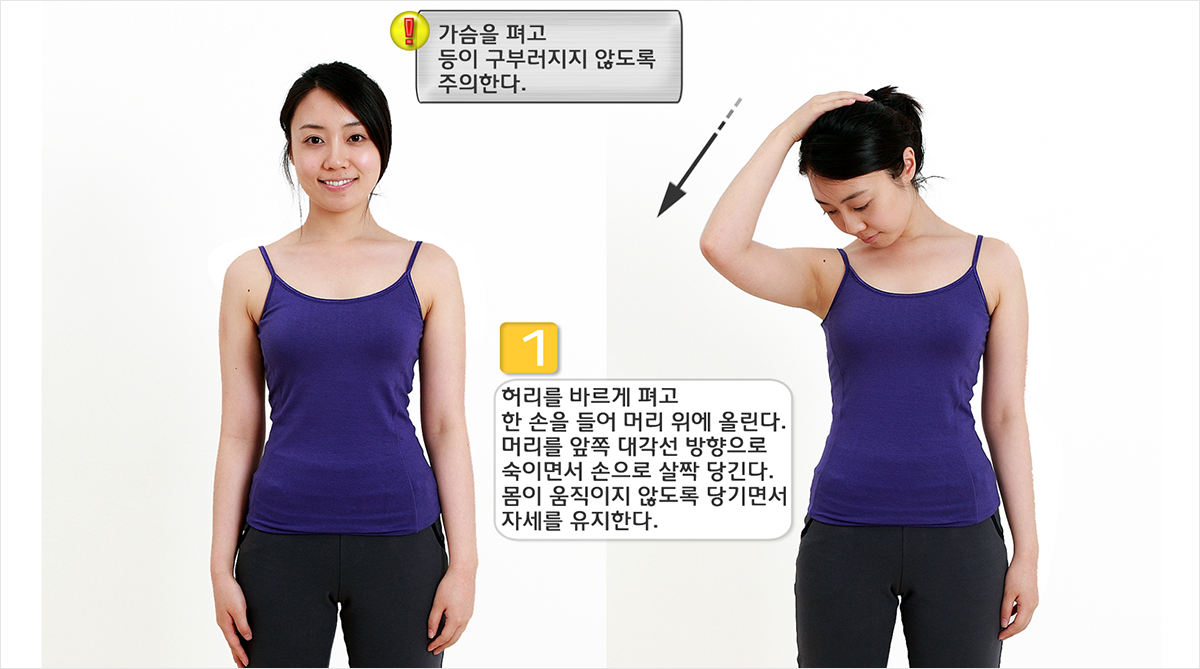 가슴을 펴고
등이 구부러지지 않도록
주의한다.
1
허리를 바르게 펴고
한 손을 들어 머리 위에 올린다.
머리를 앞쪽 대각선 방향으로
숙이면서 손으로 살짝 당긴다.
몸이 움직이지 않도록 당기면서
자세를 유지한다.